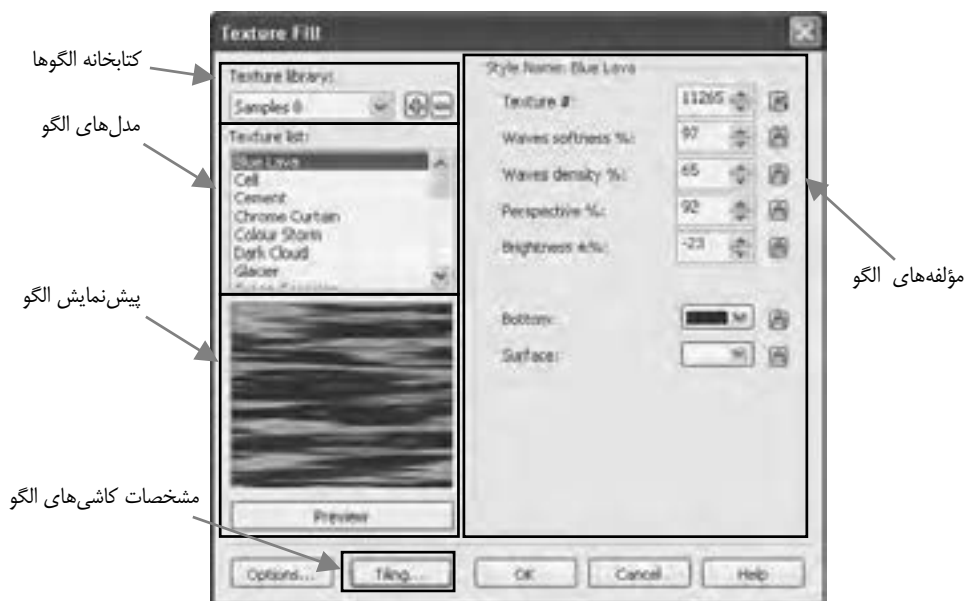 Texture Fill
کتابخانه الگوها
Texture library:
Samples 8
مدل‌های الگو
Texture list:
Blue Lava
Cell
Cement
Chrome Curtain
Colour Storm
Dark Cloud
Glacier
پیش‌نمایش الگو
Preview
Style Name: Blue Lava
Texture #: 11265
Waves softness %: 97
Waves density %: 65
Perspective %: 92
Brightness ±%: -23
Bottom:
Surface:
مؤلفه‌های الگو
مشخصات کاشی‌های الگو
Options...
Tiling...
OK
Cancel
Help